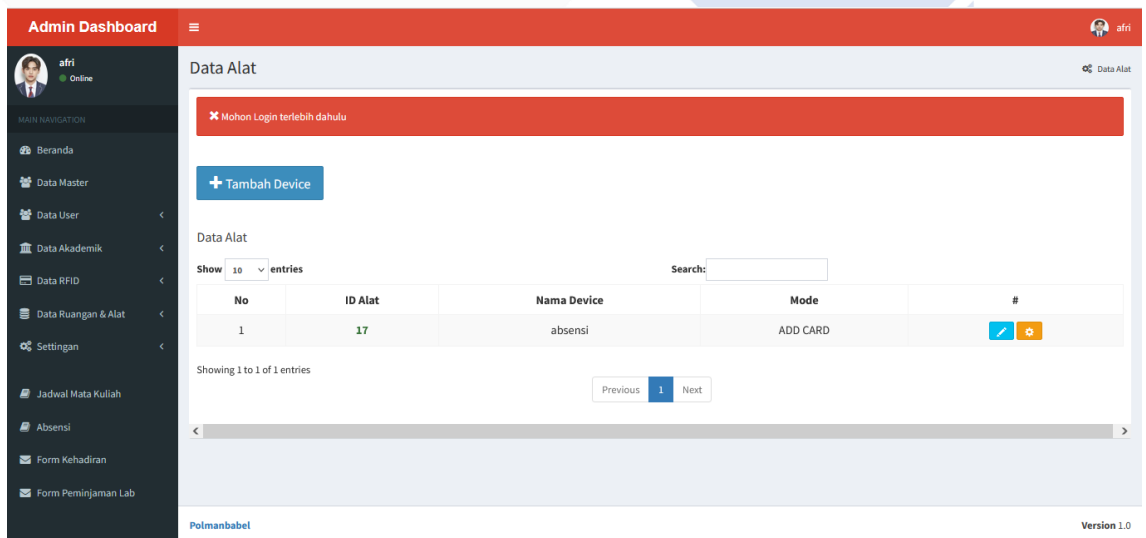 Admin Dashboard
afri
afri
Online
MAIN NAVIGATION
Beranda
Data Master
Data User
Data Akademik
Data RFID
Data Ruangan & Alat
Settingan
Jadwal Mata Kuliah
Absensi
Form Kehadiran
Form Peminjaman Lab
Data Alat
Data Alat
Mohon Login terlebih dahulu
Tambah Device
Data Alat
Show 10 entries Search:
No ID Alat Nama Device Mode #
1 17 absensi ADD CARD
Showing 1 to 1 of 1 entries
Previous 1 Next
Polmanbabel Version 1.0